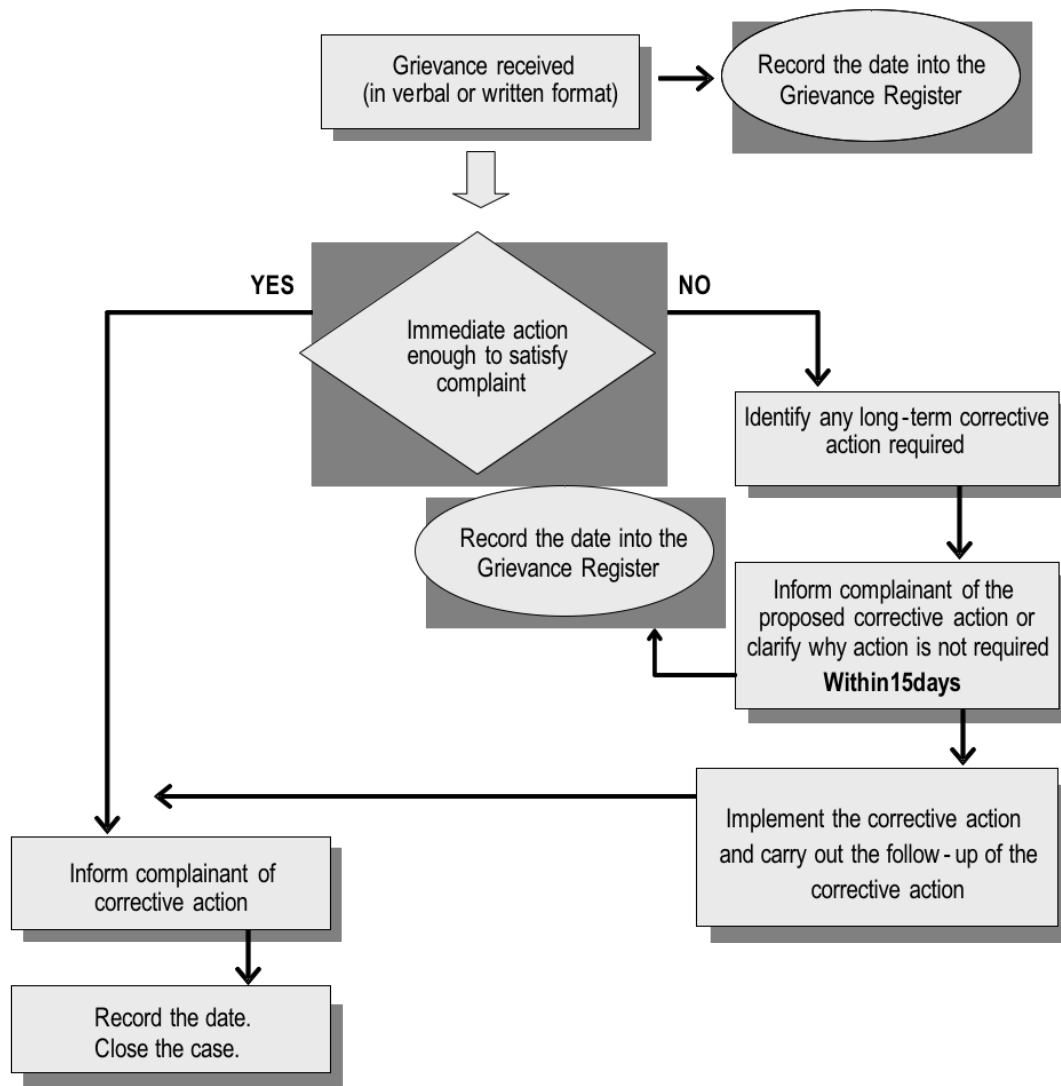 Grievance received
(in verbal or written format)
Record the date into the
Grievance Register
YES
NO
Immediate action
enough to satisfy
complaint
Identify any long-term corrective
action required
Record the date into the
Grievance Register
Inform complainant of the
proposed corrective action or
clarify why action is not required
Within15days
Implement the corrective action
and carry out the follow-up of the
corrective action
Inform complainant of
corrective action
Record the date.
Close the case.